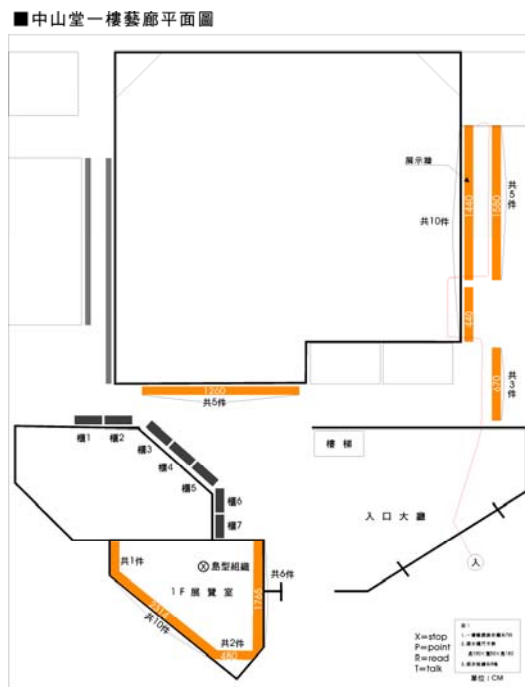 ■中山堂一樓藝廊平面圖
展示牆
1440
1580
共5件
共10件
440
670
共3件
1260
共5件
櫃1
櫃2
櫃3
櫃4
櫃5
櫃6
櫃7
樓梯
入口大廳
入
共1件
島型組織
共6件
1F展覽室
1765
共10件
共2件
480
X=stop
P=point
R=read
T=talk
單位:CM